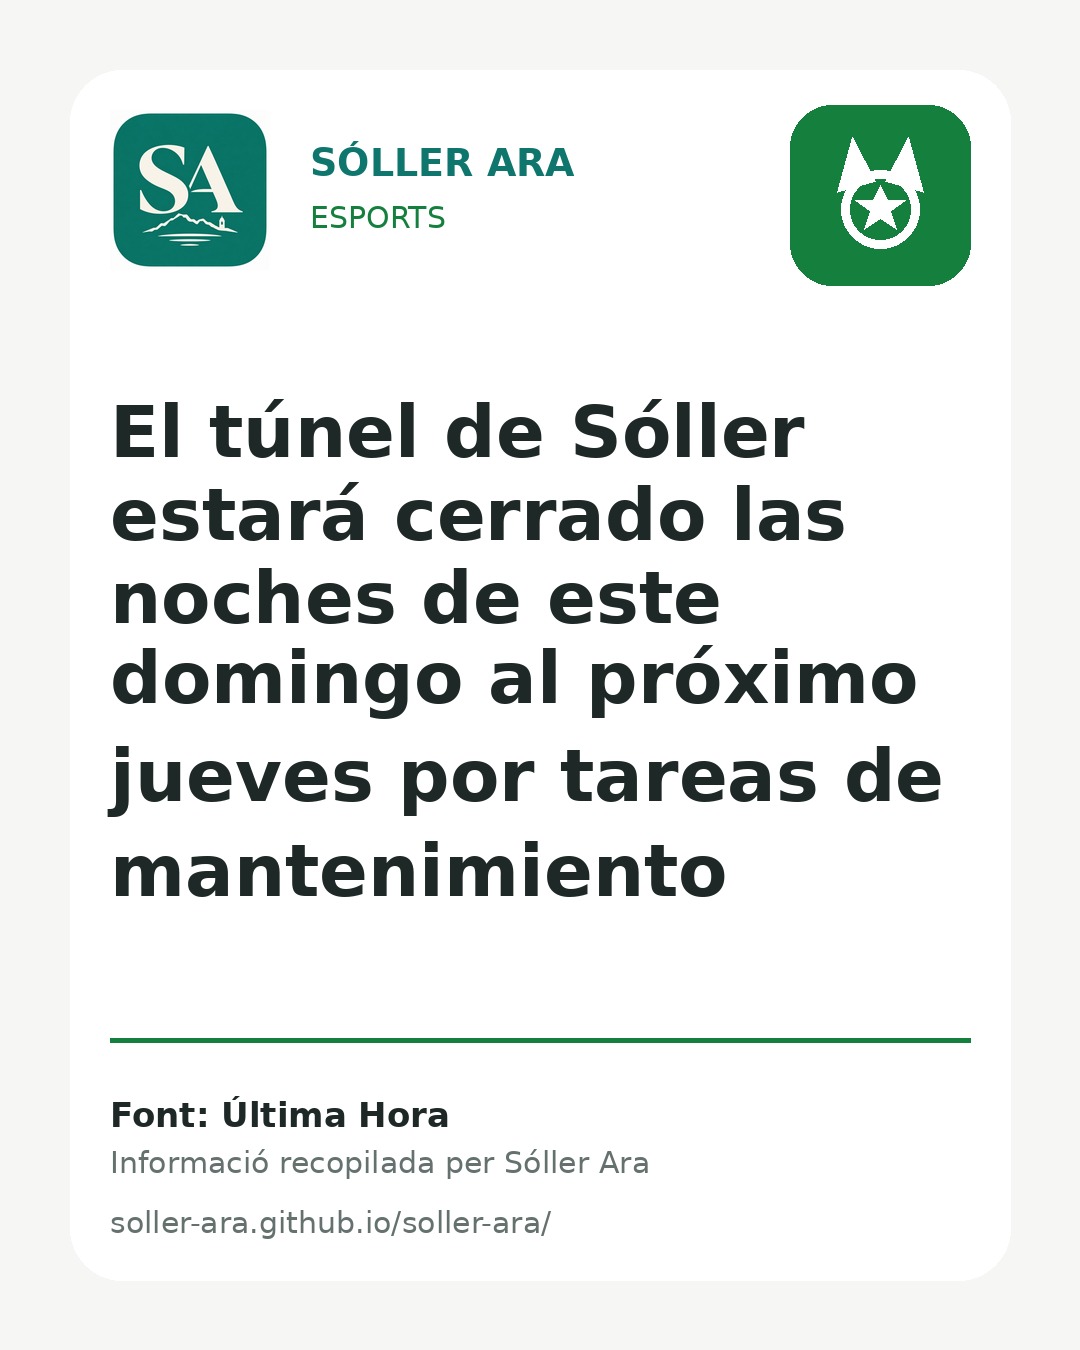 SA
SÓLLER ARA
ESPORTS
El túnel de Sóller
estará cerrado las
noches de este
domingo al próximo
jueves por tareas de
mantenimiento
Font: Última Hora
Informació recopilada per Sóller Ara
soller-ara.github.io/soller-ara/